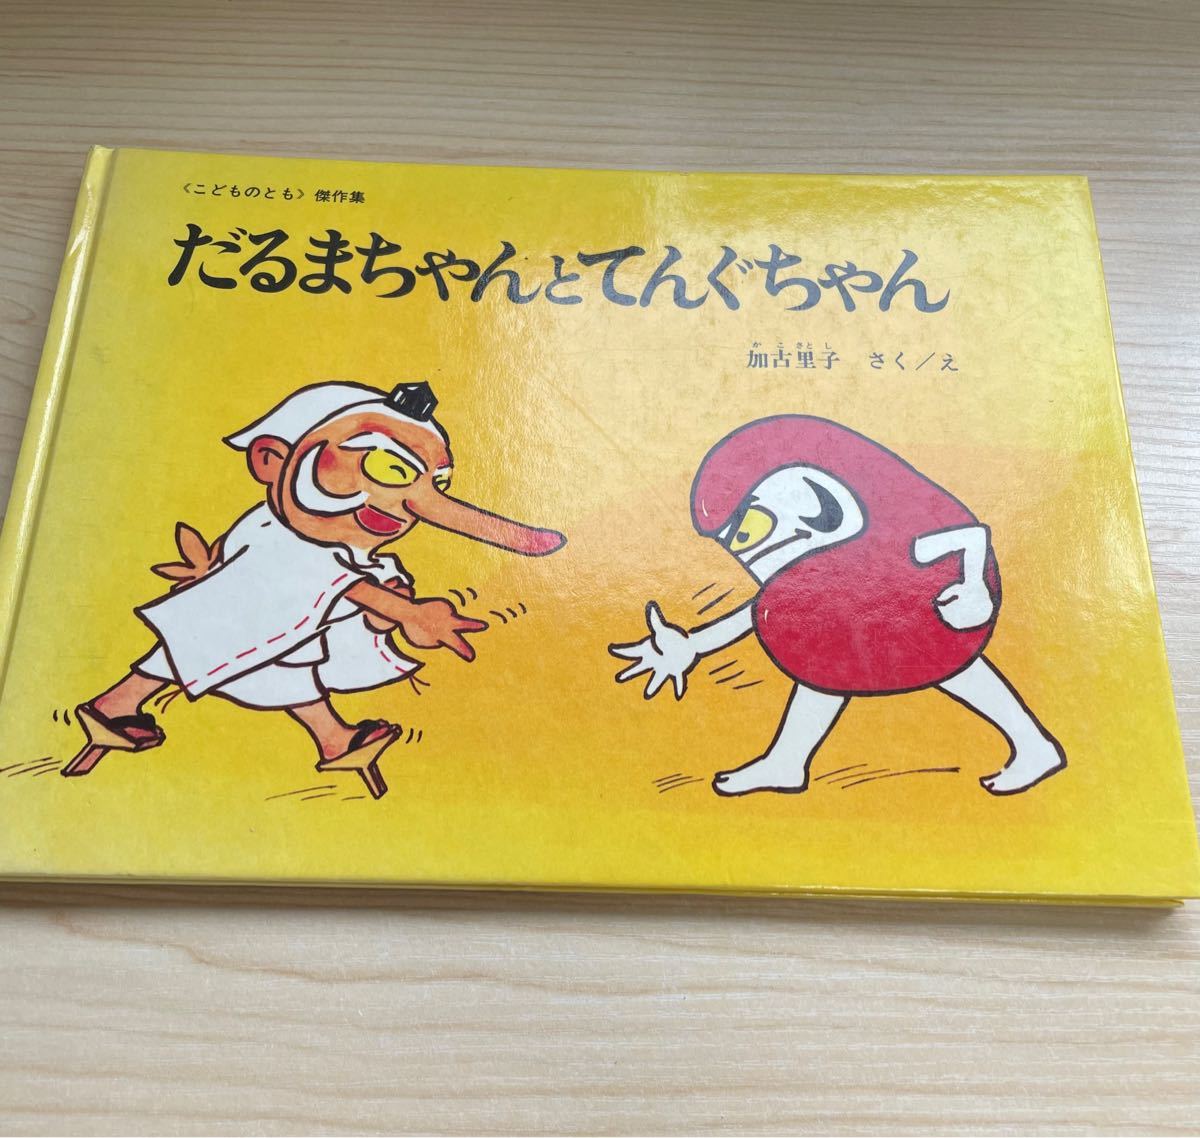 《こどものとも》傑作集
だるまちゃんとてんぐちゃん
かこさとし
加古里子 さく／え